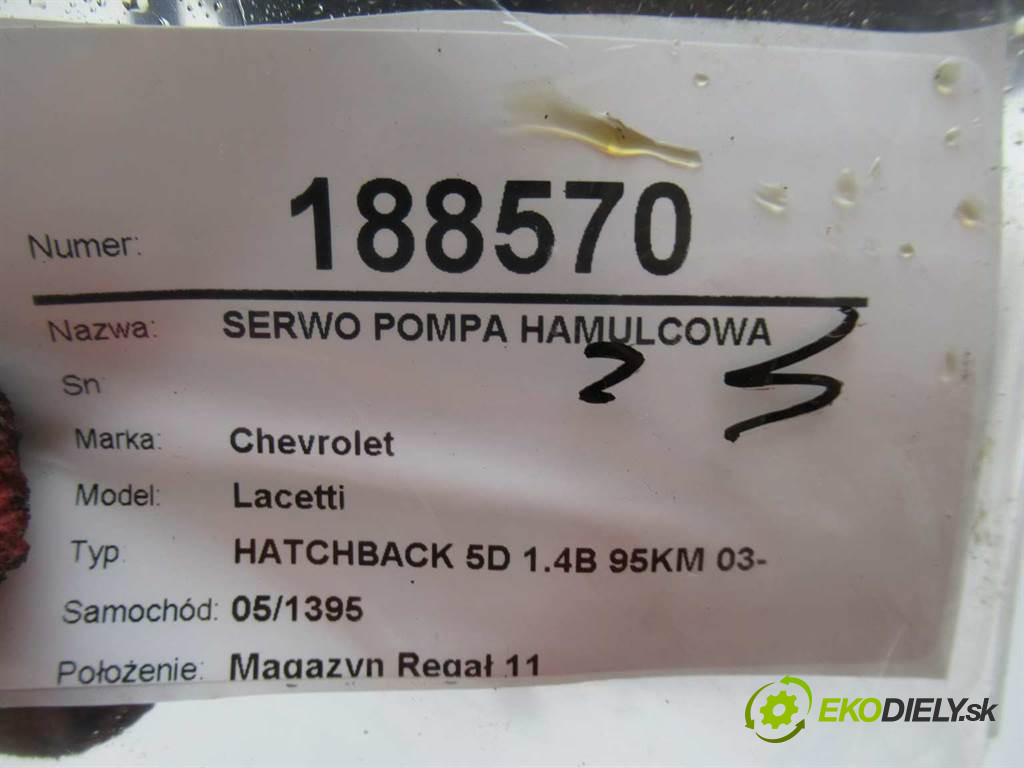 Numer: 188570
Nazwa: SERWO POMPA HAMULCOWA
Sn:
Marka: Chevrolet
Model: Lacetti
Typ: HATCHBACK 5D 1.4B 95KM 03-
Samochód: 05/1395
Położenie: Magazyn Regał 11
EKODIELY.sk